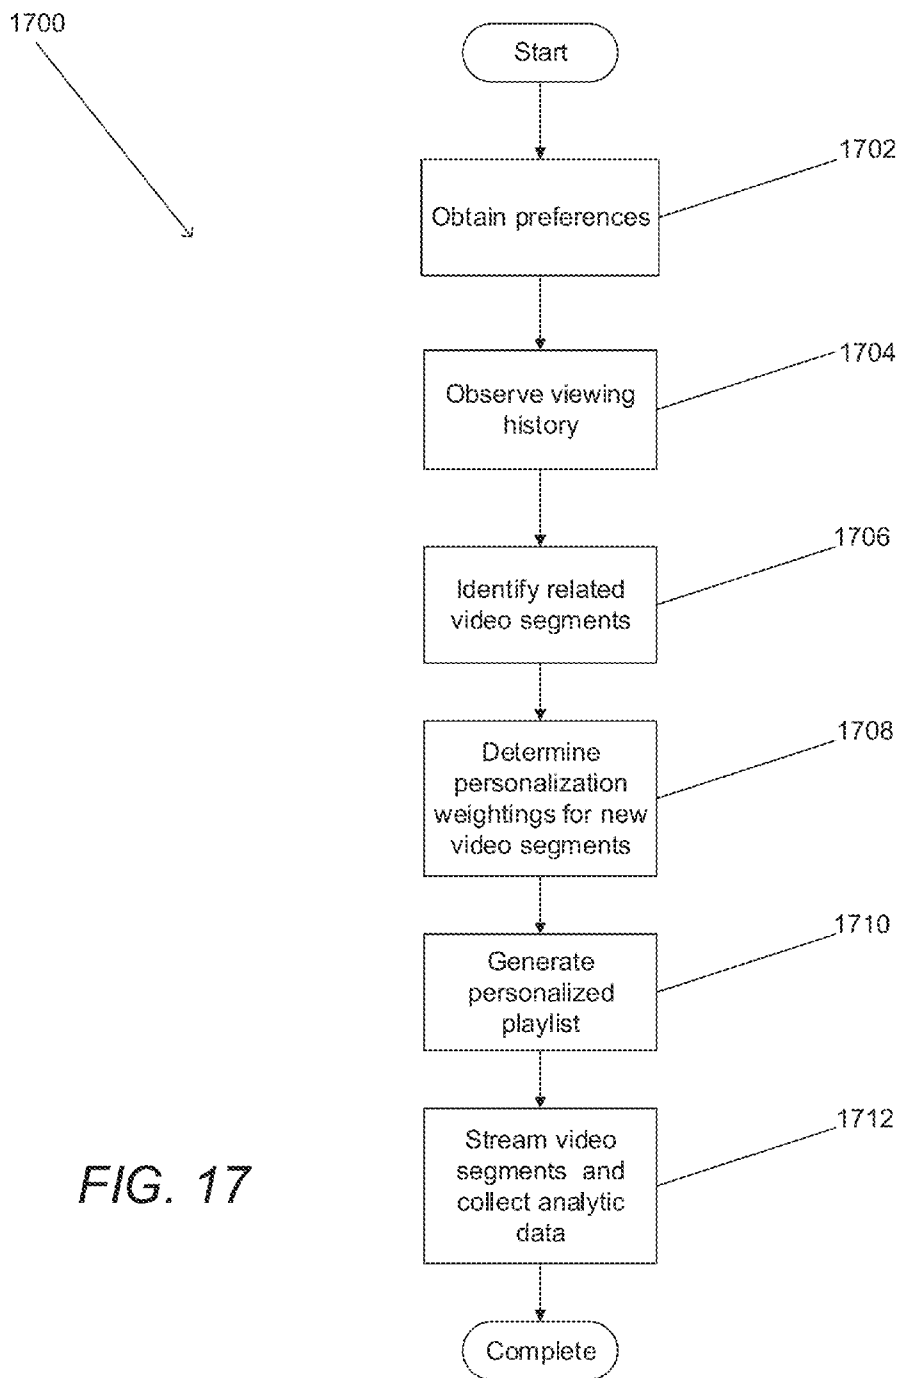 1700
Start
1702
Obtain preferences
1704
Observe viewing
history
1706
Identify related
video segments
1708
Determine
personalization
weightings for new
video segments
1710
Generate
personalized
playlist
1712
Stream video
segments and
collect analytic
data
FIG. 17
Complete